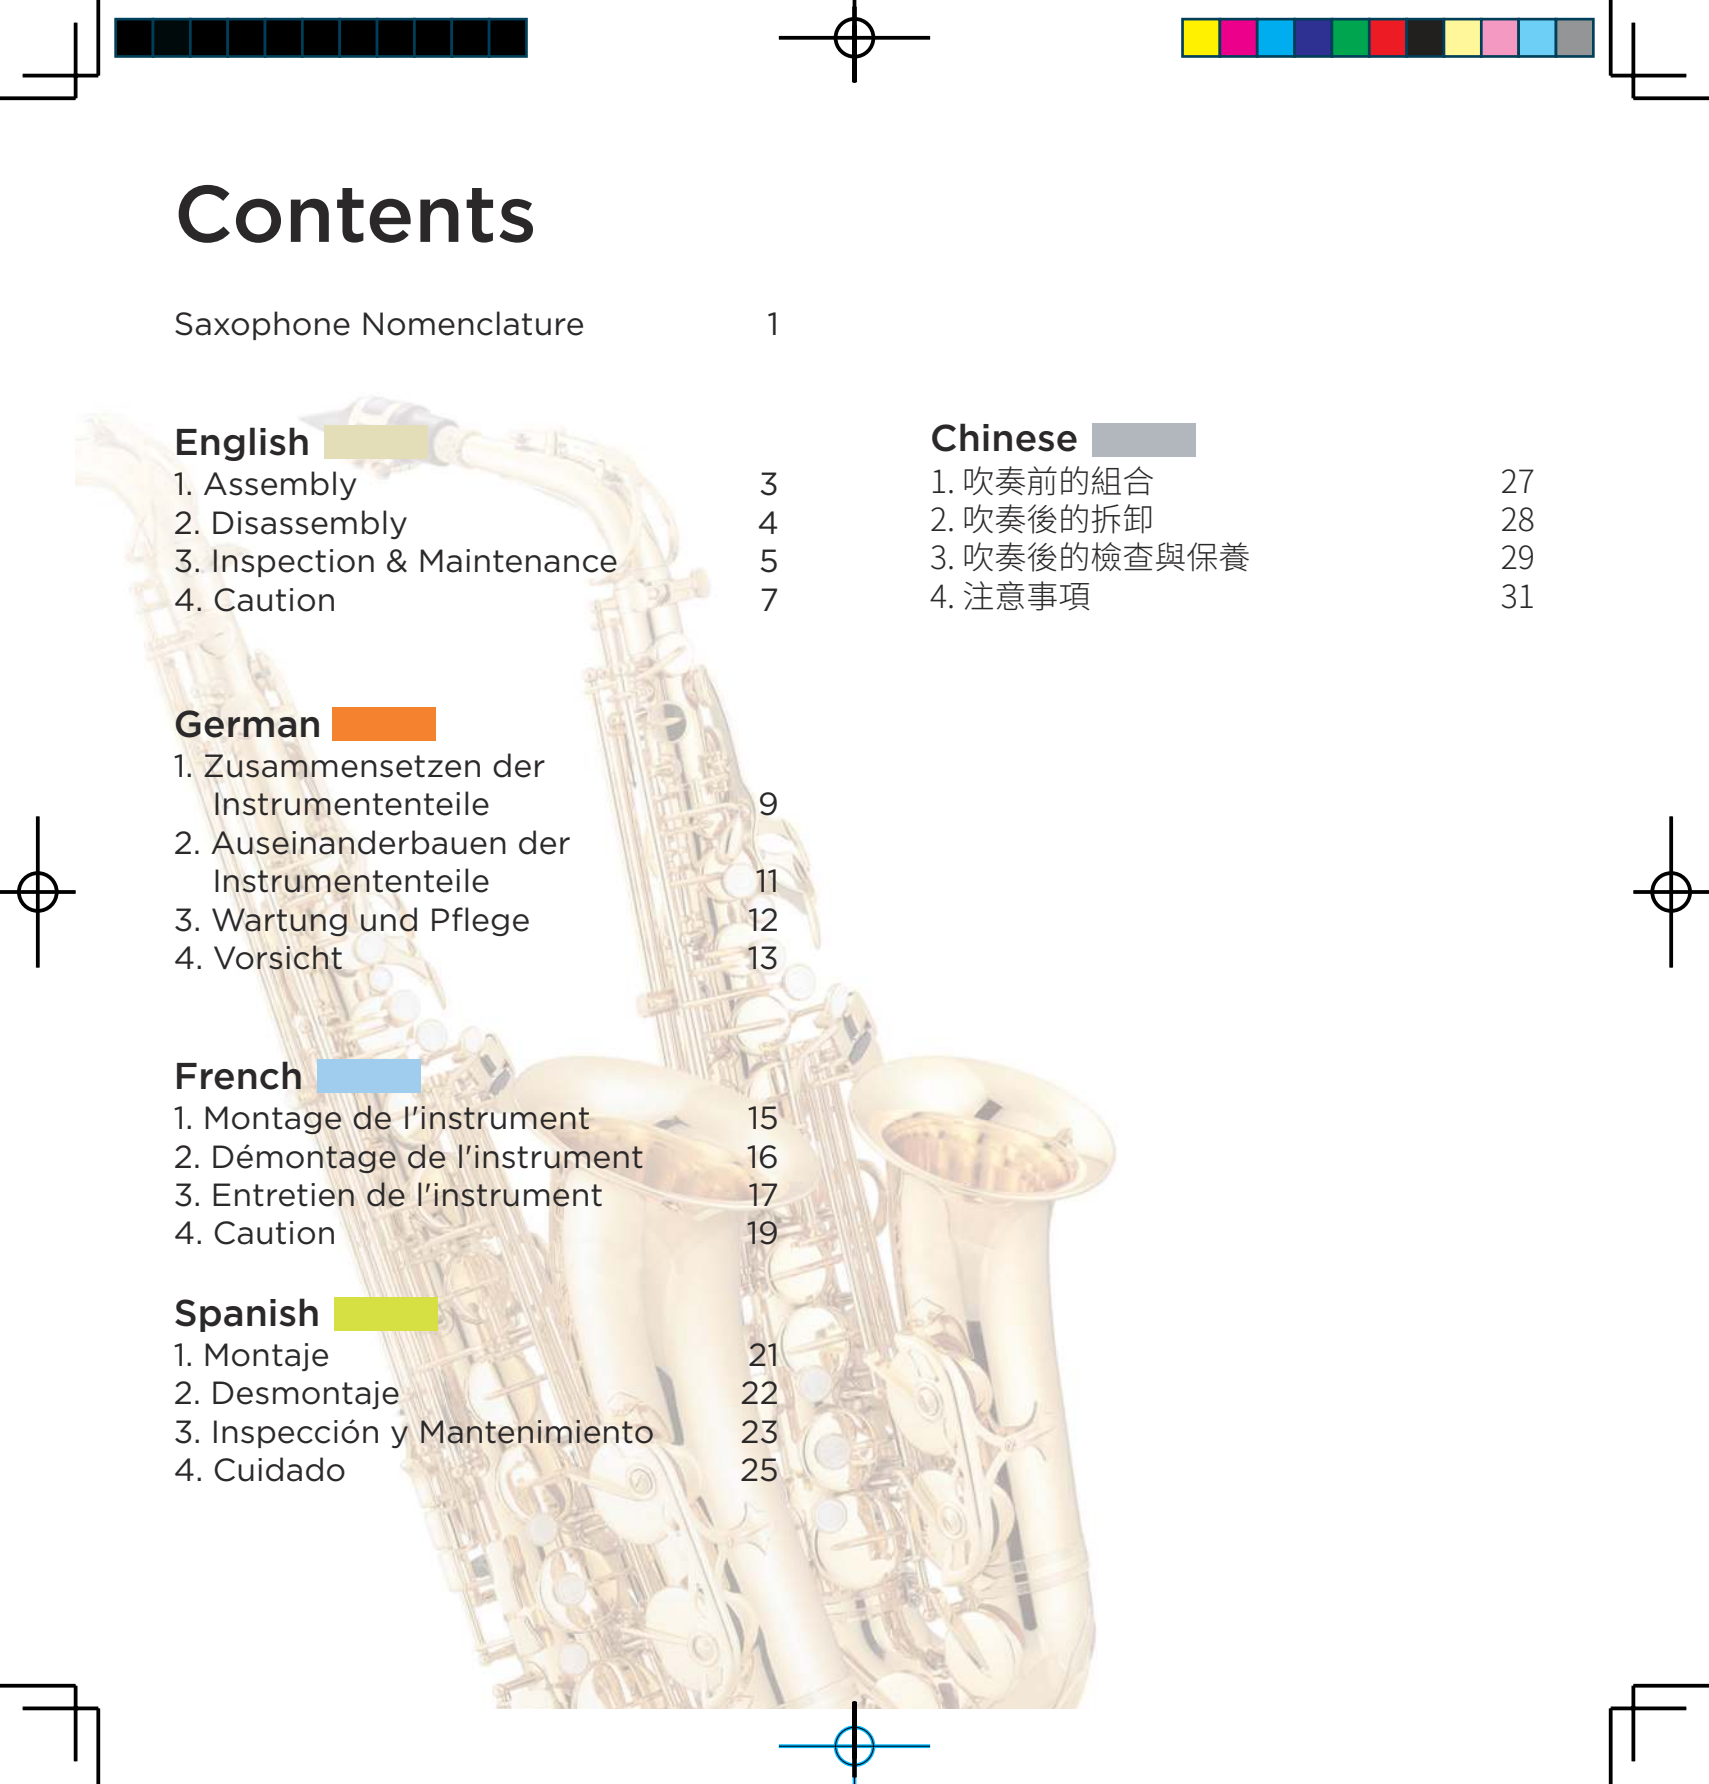 Contents
Saxophone Nomenclature 1
English
1. Assembly 3
2. Disassembly 4
3. Inspection & Maintenance 5
4. Caution 7
German
1. Zusammensetzen der
Instrumententeile 9
2. Auseinanderbauen der
Instrumententeile 11
3. Wartung und Pflege 12
4. Vorsicht 13
French
1. Montage de l'instrument 15
2. Démontage de l'instrument 16
3. Entretien de l'instrument 17
4. Caution 19
Spanish
1. Montaje 21
2. Desmontaje 22
3. Inspección y Mantenimiento 23
4. Cuidado 25
Chinese
1. 吹奏前的組合 27
2. 吹奏後的拆卸 28
3. 吹奏後的檢查與保養 29
4. 注意事項 31